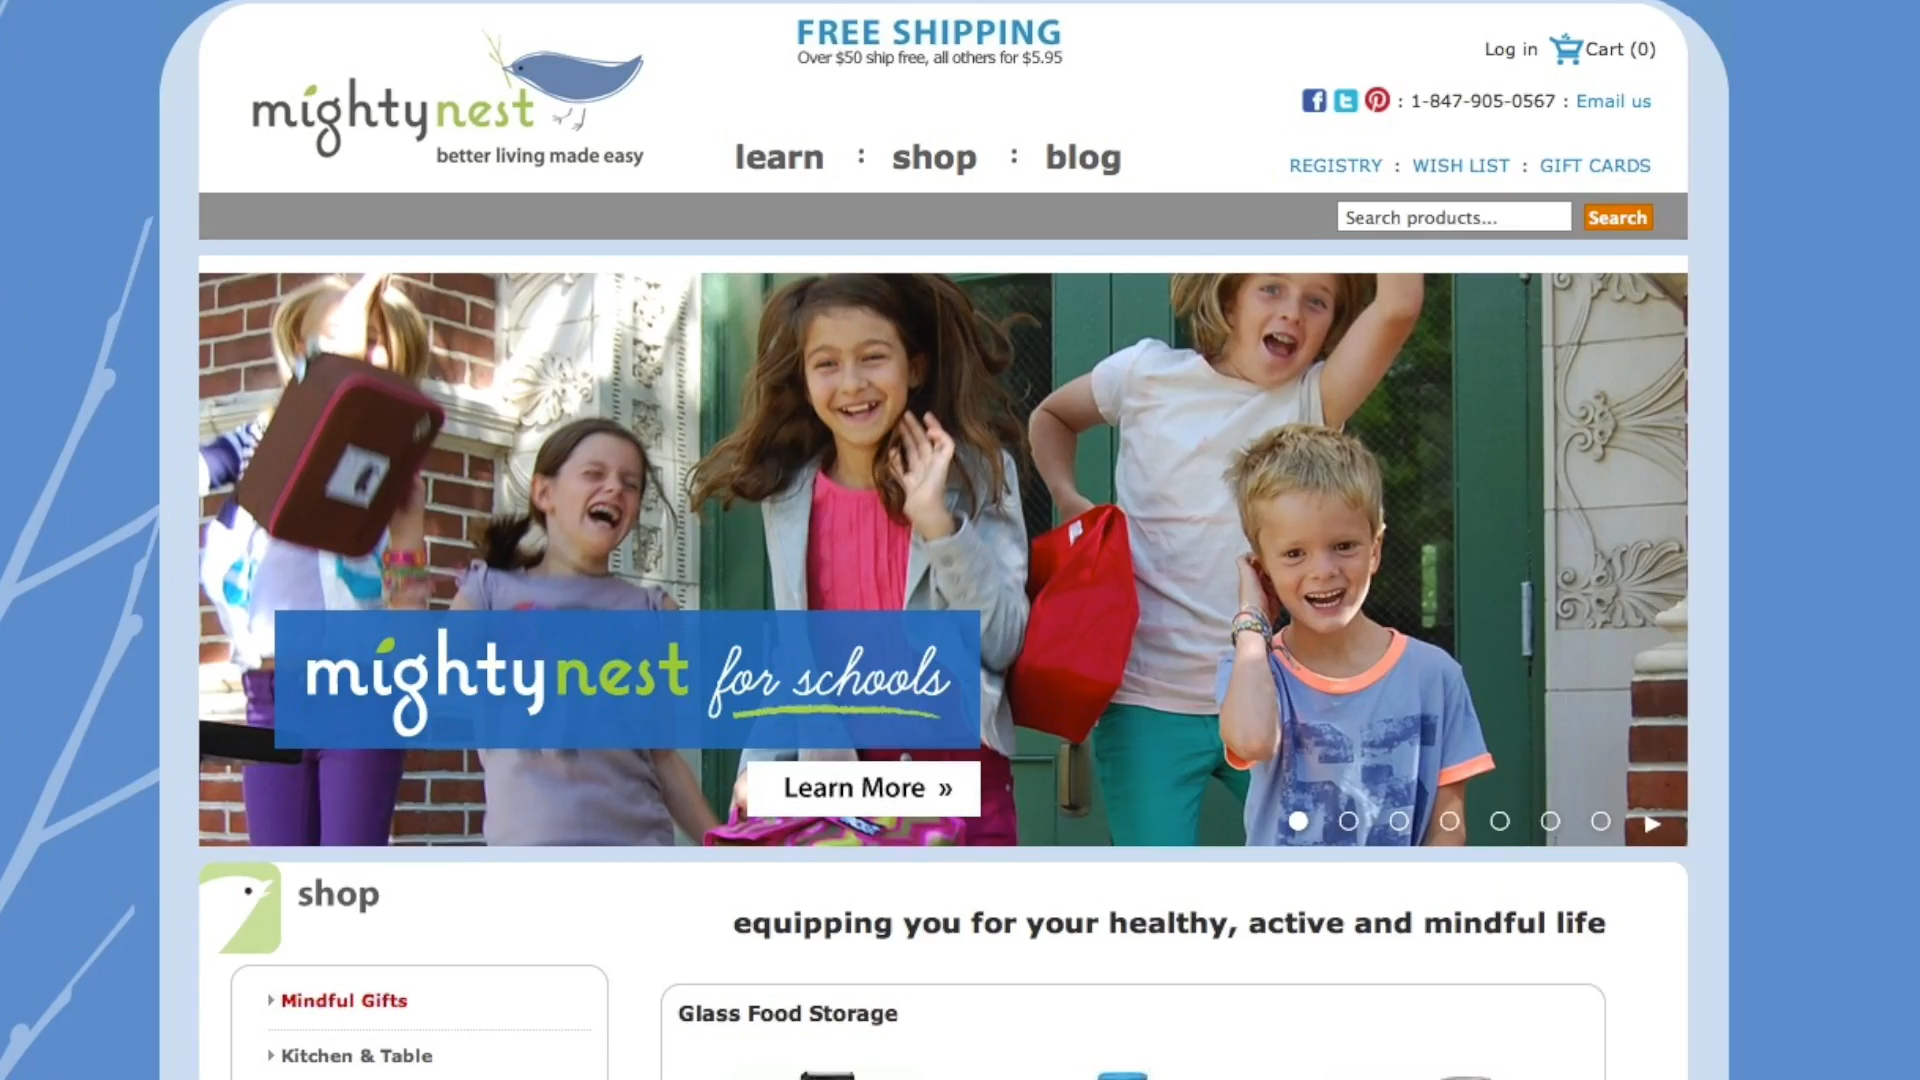 FREE SHIPPING
Over $50 ship free, all others for $5.95
Log in Cart (0)
mightynest
better living made easy
: 1-847-905-0567 : Email us
learn : shop : blog
REGISTRY : WISH LIST : GIFT CARDS
Search products... Search
mightynest for schools
Learn More »
shop
equipping you for your healthy, active and mindful life
Mindful Gifts
Glass Food Storage
Kitchen & Table